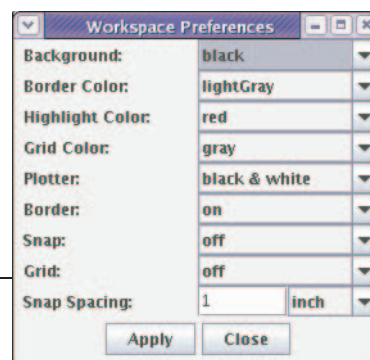 Workspace Preferences
Background: black
Border Color: lightGray
Highlight Color: red
Grid Color: gray
Plotter: black & white
Border: on
Snap: off
Grid: off
Snap Spacing: 1 inch
Apply Close